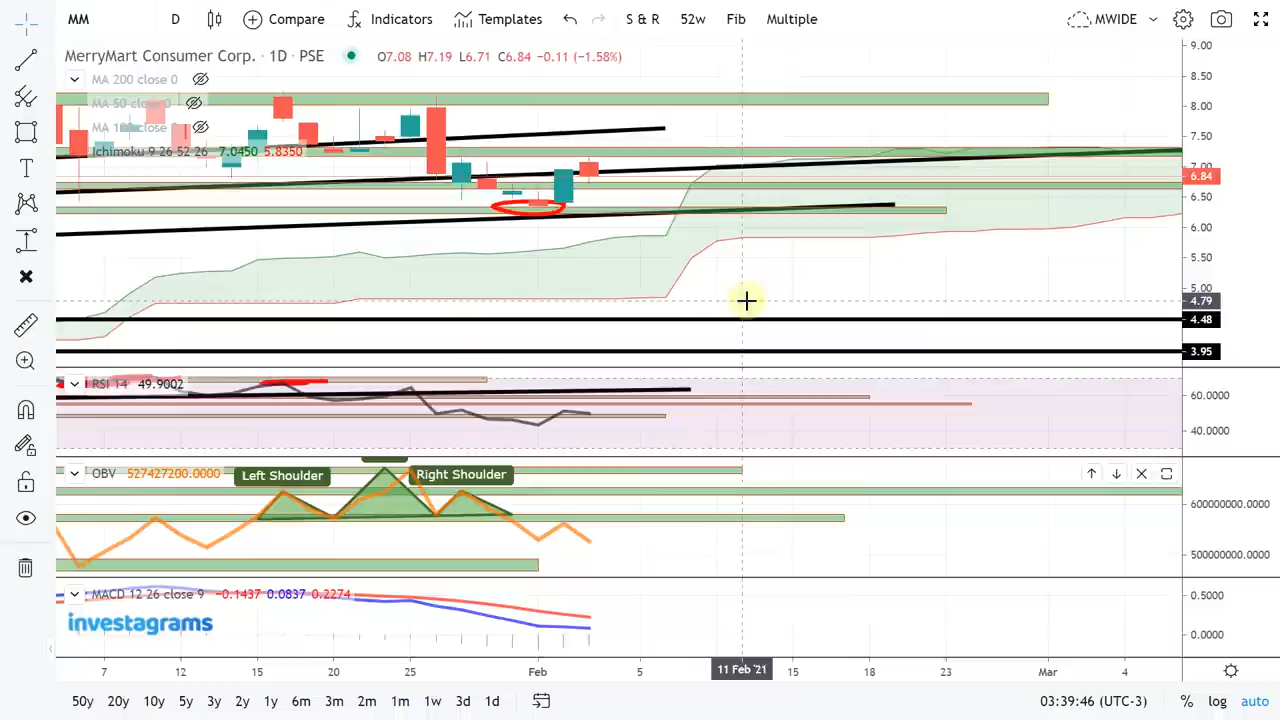 MM D Compare Indicators Templates S & R 52w Fib Multiple MWIDE
MerryMart Consumer Corp. · 1D · PSE O7.08 H7.19 L6.71 C6.84 −0.11 (−1.58%)
MA 200 close 0
MA 50 close 0
Ichimoku 9 26 52 26 7.0450 5.8350
9.00
8.50
8.00
7.50
7.00
6.84
6.50
6.00
5.50
5.00
4.79
4.48
3.95
RSI 14 49.9002
60.0000
40.0000
OBV 527427200.0000
Left Shoulder
Right Shoulder
600000000.0000
500000000.0000
MACD 12 26 close 9 −0.1437 0.0837 0.2274
0.5000
0.0000
investagrams
7 12 15 20 25 Feb 5 11 Feb '21 15 18 23 Mar 4
50y 20y 10y 5y 3y 2y 1y 6m 3m 2m 1m 1w 3d 1d 03:39:46 (UTC-3) % log auto